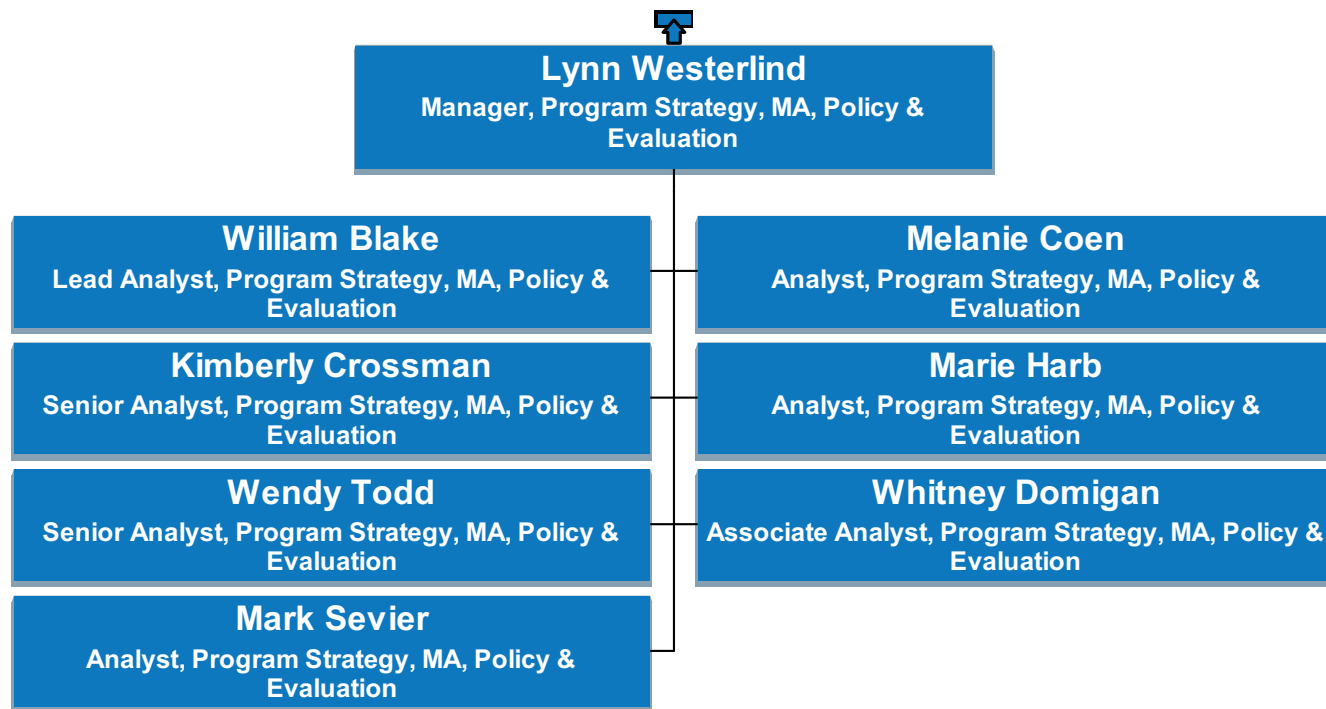 Lynn Westerlind
Manager, Program Strategy, MA, Policy &
Evaluation
William Blake
Lead Analyst, Program Strategy, MA, Policy &
Evaluation
Kimberly Crossman
Senior Analyst, Program Strategy, MA, Policy &
Evaluation
Wendy Todd
Senior Analyst, Program Strategy, MA, Policy &
Evaluation
Mark Sevier
Analyst, Program Strategy, MA, Policy &
Evaluation
Melanie Coen
Analyst, Program Strategy, MA, Policy &
Evaluation
Marie Harb
Analyst, Program Strategy, MA, Policy &
Evaluation
Whitney Domigan
Associate Analyst, Program Strategy, MA, Policy &
Evaluation